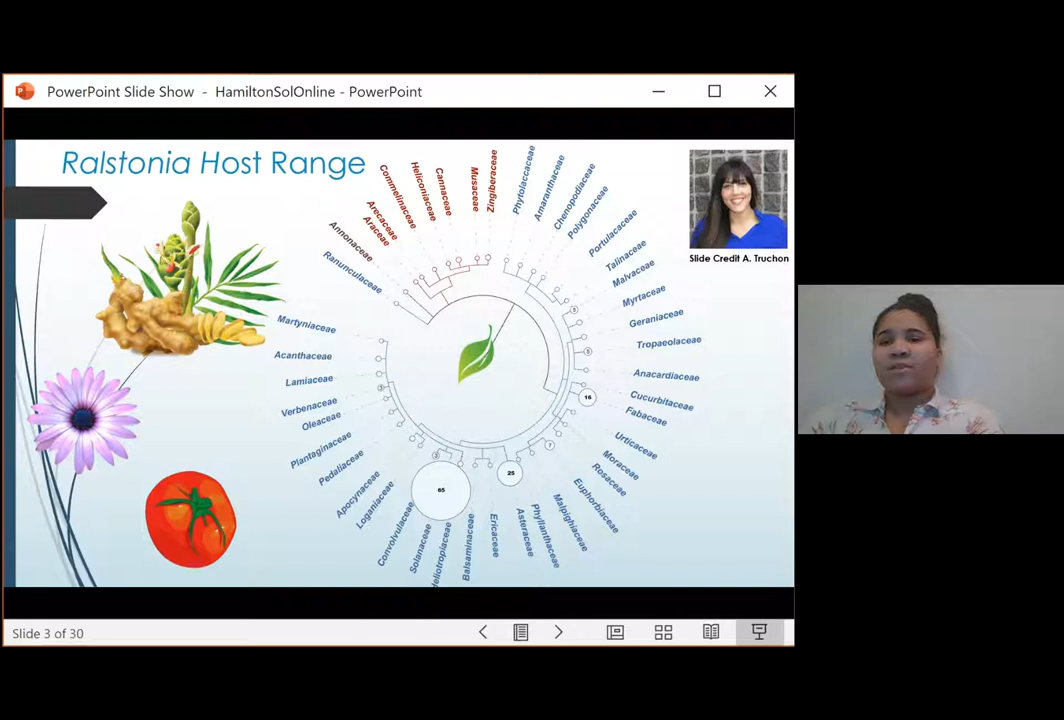 PowerPoint Slide Show - HamiltonSolOnline - PowerPoint
Ralstonia Host Range
Ranunculaceae
Annonaceae
Araceae
Arecaceae
Commelinaceae
Heliconiaceae
Cannaceae
Musaceae
Zingiberaceae
Phytolaccaceae
Amaranthaceae
Chenopodiaceae
Polygonaceae
Portulacaceae
Talinaceae
Malvaceae
Myrtaceae
Geraniaceae
Tropaeolaceae
Anacardiaceae
Cucurbitaceae
Fabaceae
Urticaceae
Moraceae
Rosaceae
Euphorbiaceae
Malpighiaceae
Phyllanthaceae
Asteraceae
Ericaceae
Balsaminaceae
Heliotropiaceae
Solanaceae
Convolvulaceae
Loganiaceae
Apocynaceae
Pedaliaceae
Plantaginaceae
Oleaceae
Verbenaceae
Lamiaceae
Acanthaceae
Martyniaceae
16
7
25
65
Slide Credit A. Truchon
Slide 3 of 30